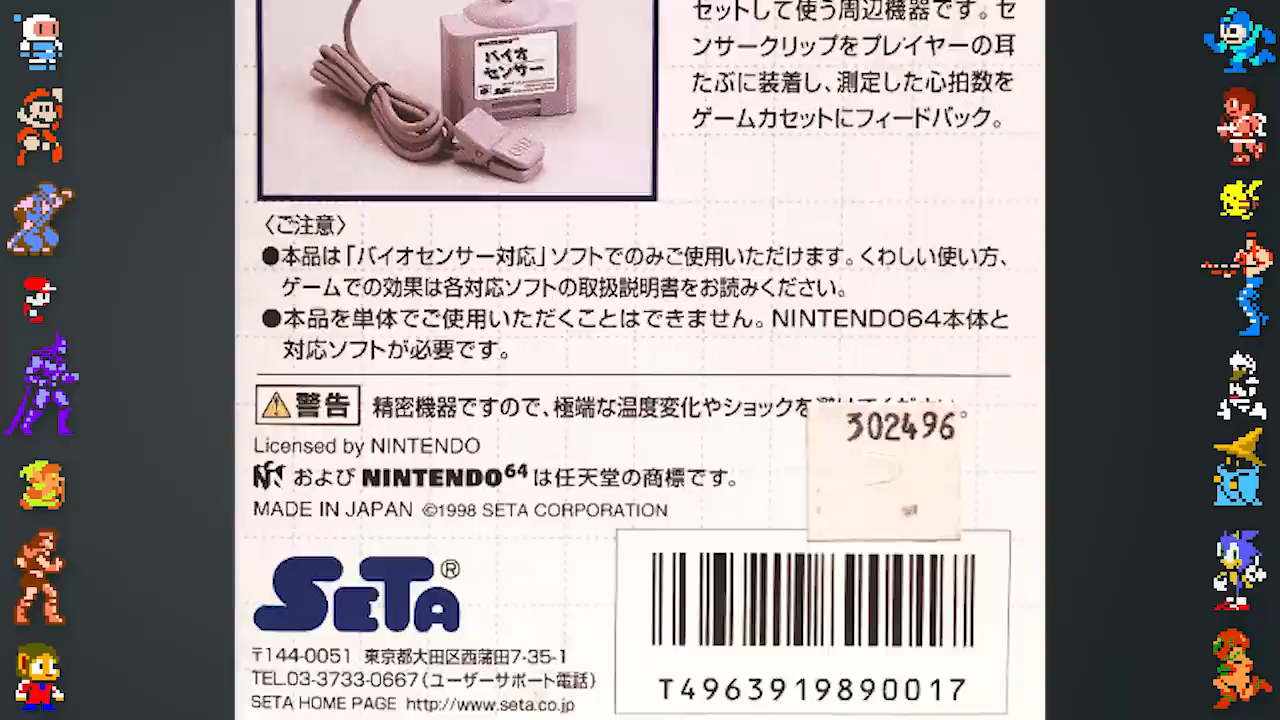 セットして使う周辺機器です。セ
ンサークリップをプレイヤーの耳
たぶに装着し、測定した心拍数を
ゲームカセットにフィードバック。
バイオ
センサー
〈ご注意〉
●本品は「バイオセンサー対応」ソフトでのみご使用いただけます。くわしい使い方、
ゲームでの効果は各対応ソフトの取扱説明書をお読みください。
●本品を単体でご使用いただくことはできません。NINTENDO64本体と
対応ソフトが必要です。
警告 精密機器ですので、極端な温度変化やショックを避けてください。
302496
Licensed by NINTENDO
および NINTENDO64 は任天堂の商標です。
MADE IN JAPAN ©1998 SETA CORPORATION
SETA®
〒144-0051 東京都大田区西蒲田7-35-1
TEL.03-3733-0667（ユーザーサポート電話）
SETA HOME PAGE http://www.seta.co.jp
T4963919890017